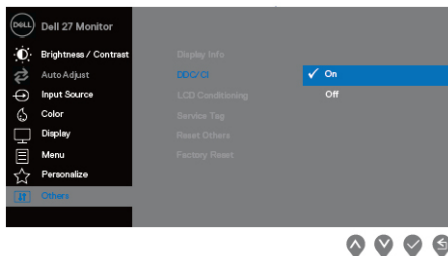 DELL
Dell 27 Monitor
Brightness / Contrast
Auto Adjust
Input Source
Color
Display
Menu
Personalize
Others
Display Info
DDC/CI
LCD Conditioning
Service Tag
Reset Others
Factory Reset
On
Off